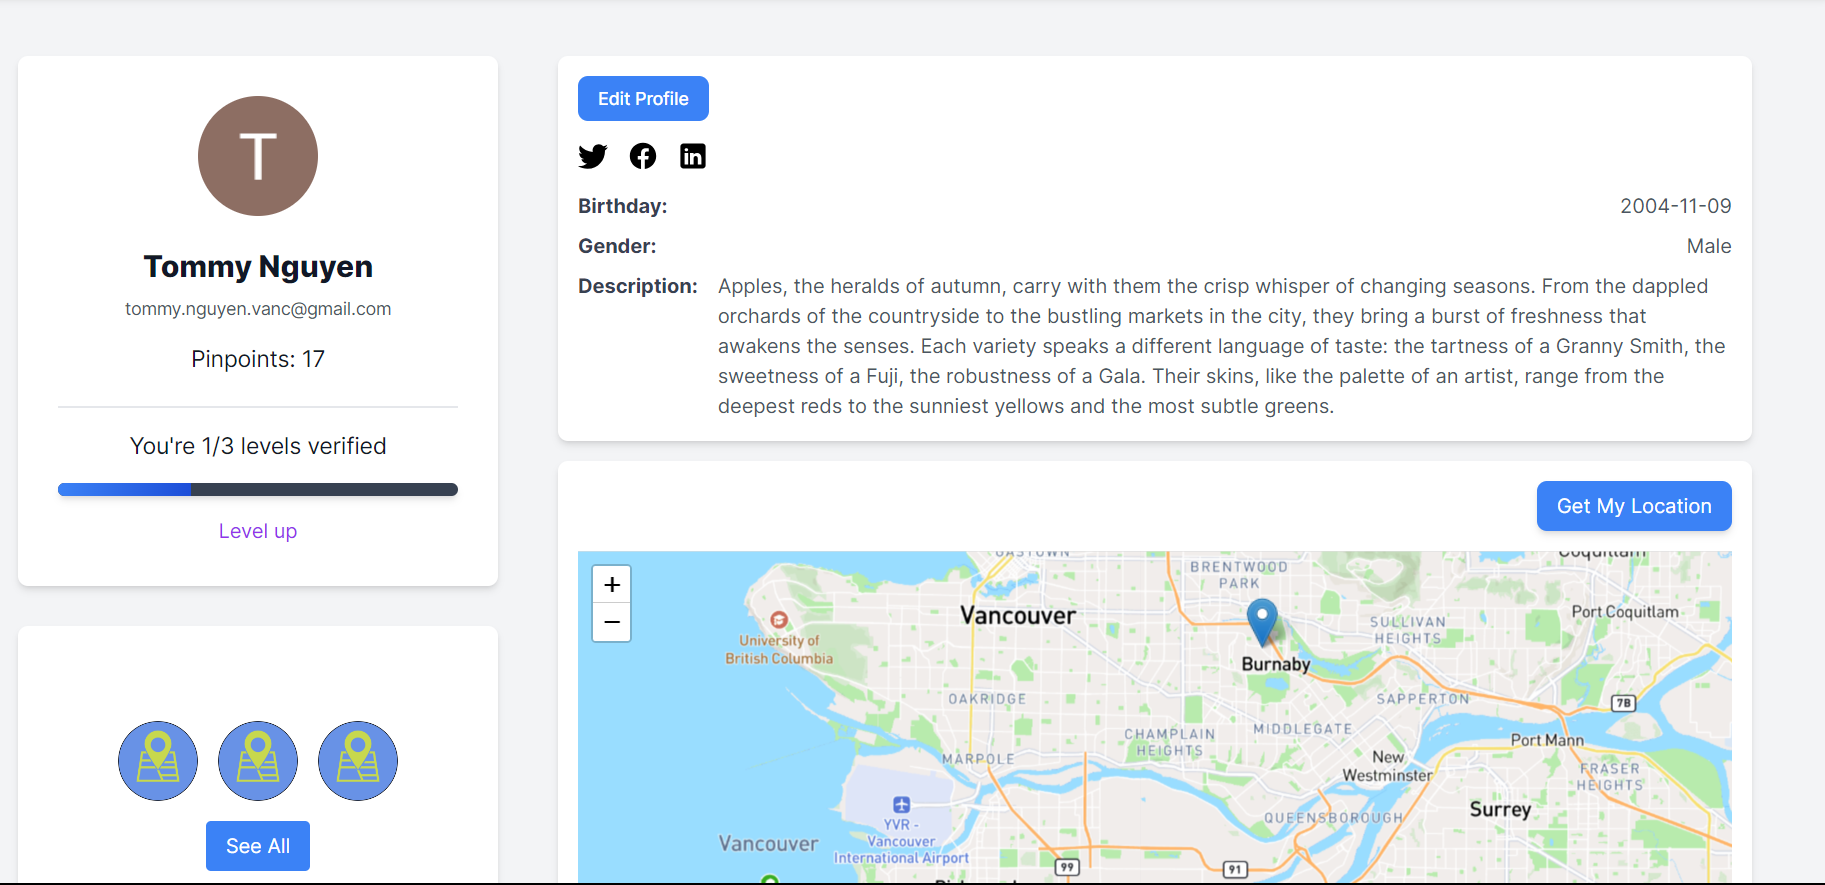 T
Tommy Nguyen
tommy.nguyen.vanc@gmail.com
Pinpoints: 17
You're 1/3 levels verified
Level up
See All
Edit Profile
in
Birthday: 2004-11-09
Gender: Male
Description: Apples, the heralds of autumn, carry with them the crisp whisper of changing seasons. From the dappled
orchards of the countryside to the bustling markets in the city, they bring a burst of freshness that
awakens the senses. Each variety speaks a different language of taste: the tartness of a Granny Smith, the
sweetness of a Fuji, the robustness of a Gala. Their skins, like the palette of an artist, range from the
deepest reds to the sunniest yellows and the most subtle greens.
Get My Location
+
−
GASTOWN
Coquitlam
BRENTWOOD
PARK
Vancouver
Port Coquitlam
SULLIVAN
HEIGHTS
University of
British Columbia
Burnaby
OAKRIDGE
SAPPERTON
7B
MIDDLEGATE
CHAMPLAIN
HEIGHTS
Port Mann
MARPOLE
New
Westminster
FRASER
HEIGHTS
Surrey
QUEENSBOROUGH
YVR -
Vancouver
International Airport
Vancouver
99
91